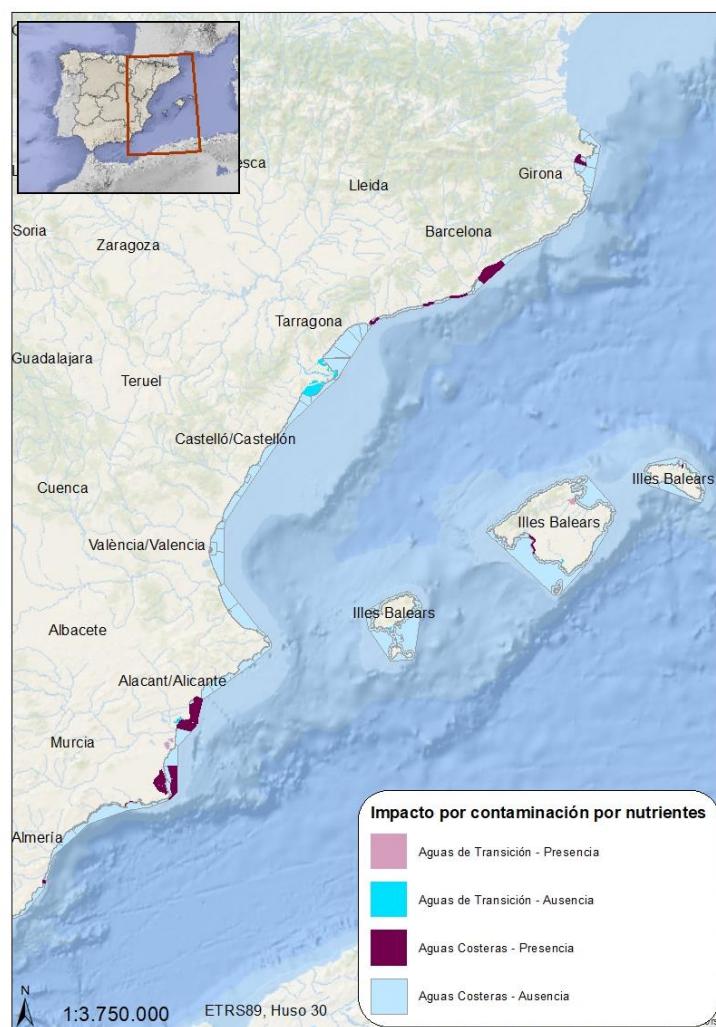 esca
Girona
Lleida
Soria
Barcelona
Zaragoza
Tarragona
Guadalajara
Teruel
Castelló/Castellón
Illes Balears
Cuenca
Illes Balears
València/Valencia
Illes Balears
Albacete
Alacant/Alicante
Murcia
Almería
Impacto por contaminación por nutrientes
Aguas de Transición - Presencia
Aguas de Transición - Ausencia
Aguas Costeras - Presencia
Aguas Costeras - Ausencia
N
1:3.750.000
ETRS89, Huso 30